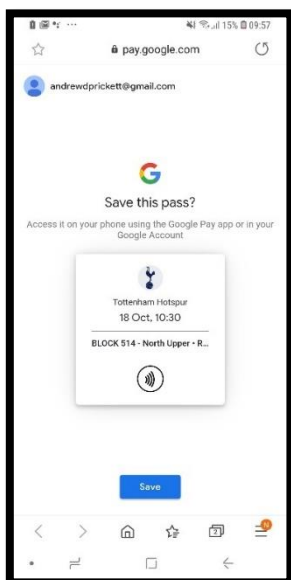 15% 09:57
pay.google.com
andrewdprickett@gmail.com
G
Save this pass?
Access it on your phone using the Google Pay app or in your
Google Account
Tottenham Hotspur
18 Oct, 10:30
BLOCK 514 - North Upper • R...
Save
2
N